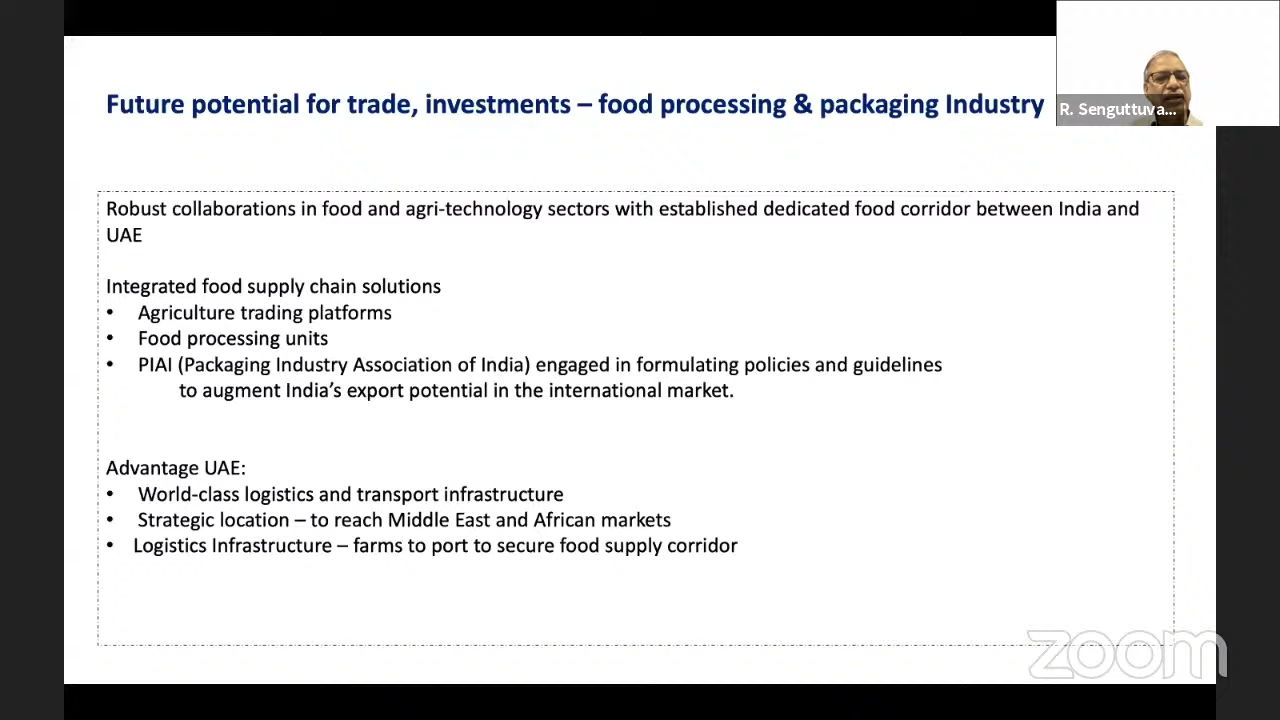 Future potential for trade, investments – food processing & packaging Industry
R. Senguttuva...
Robust collaborations in food and agri-technology sectors with established dedicated food corridor between India and
UAE
Integrated food supply chain solutions
• Agriculture trading platforms
• Food processing units
• PIAI (Packaging Industry Association of India) engaged in formulating policies and guidelines
to augment India’s export potential in the international market.
Advantage UAE:
• World-class logistics and transport infrastructure
• Strategic location – to reach Middle East and African markets
• Logistics Infrastructure – farms to port to secure food supply corridor
zoom